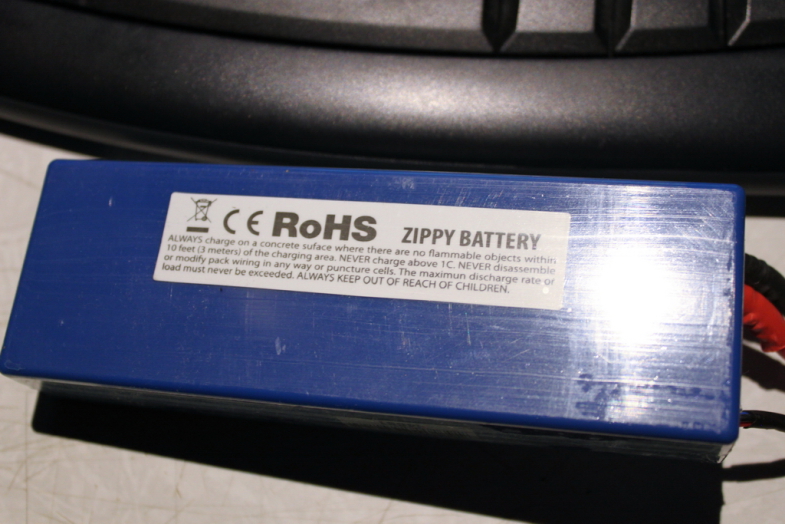 CE RoHS ZIPPY BATTERY
ALWAYS charge on a concrete suface where there are no flammable objects within
10 feet (3 meters) of the charging area. NEVER charge above 1C. NEVER disassemble
or modify pack wiring in any way or puncture cells. The maximun discharge rate or
load must never be exceeded. ALWAYS KEEP OUT OF REACH OF CHILDREN.